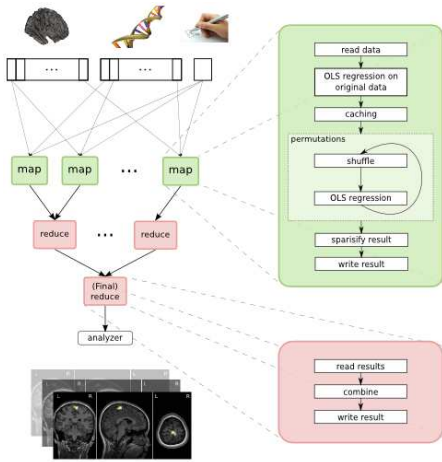 ...
map
map
...
map
reduce
...
reduce
(Final)
reduce
analyzer
L R
L R
read data
OLS regression on
original data
caching
permutations
shuffle
OLS regression
sparisify result
write result
read results
combine
write result